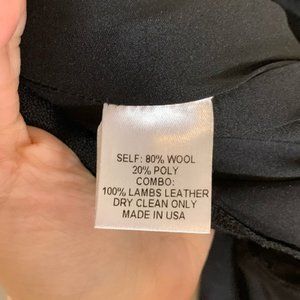 SELF: 80% WOOL
20% POLY
COMBO:
100% LAMBS LEATHER
DRY CLEAN ONLY
MADE IN USA